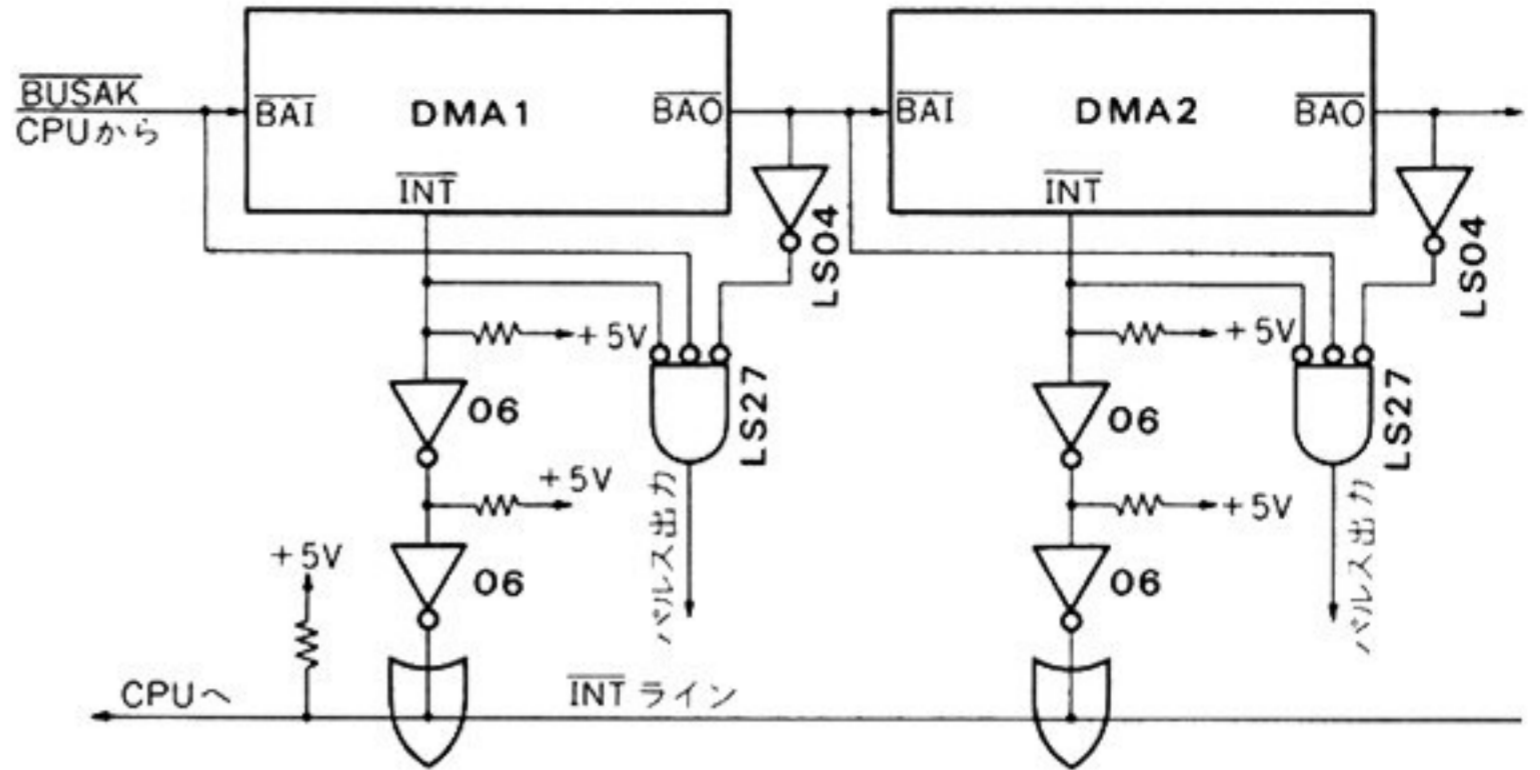 BUSAK
CPUから
BAI
DMA1
BAO
INT
LS04
BAI
DMA2
BAO
INT
LS04
+5V
06
LS27
+5V
06
パルス出力
+5V
06
LS27
+5V
06
パルス出力
+5V
CPUへ
INT ライン